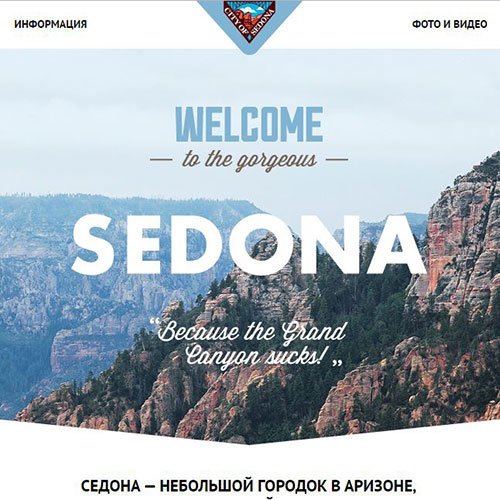 ИНФОРМАЦИЯ
ФОТО И ВИДЕО
CITY OF SEDONA
WELCOME
— to the gorgeous —
SEDONA
“Because the Grand
Canyon sucks!„
СЕДОНА — НЕБОЛЬШОЙ ГОРОДОК В АРИЗОНЕ,